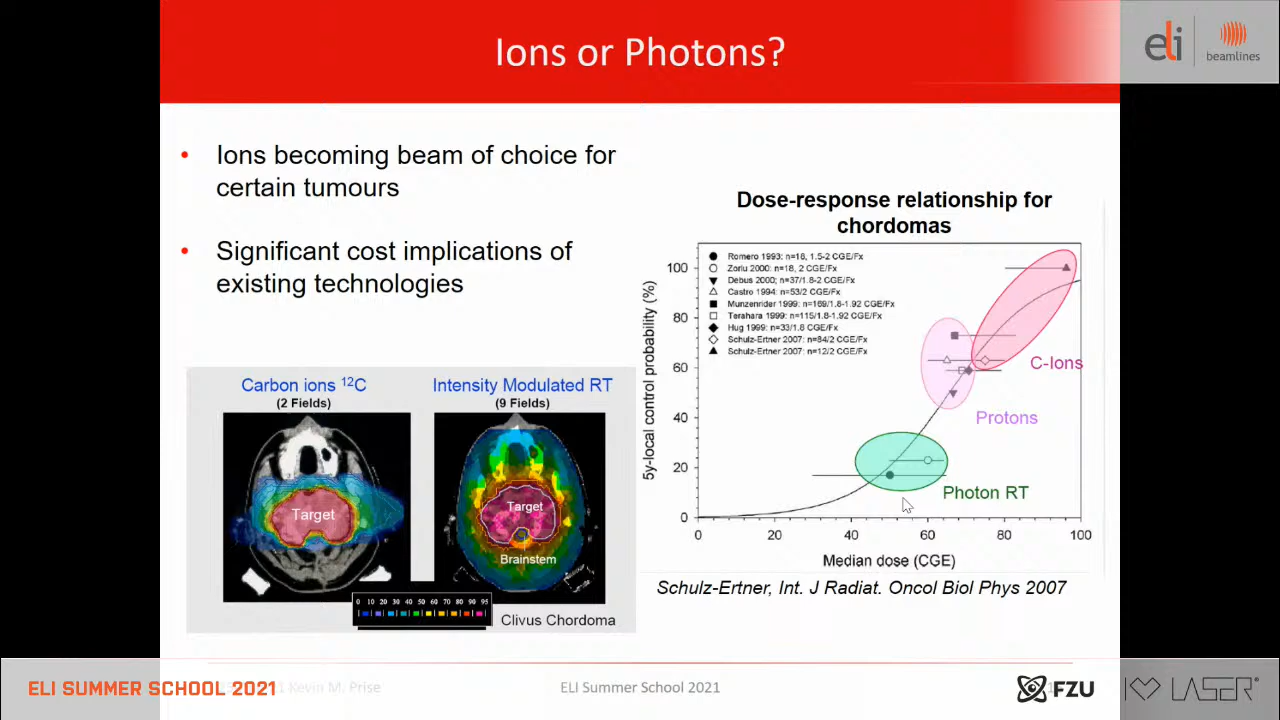 Ions or Photons?
eli
beamlines
• Ions becoming beam of choice for
certain tumours
• Significant cost implications of
existing technologies
Carbon ions ¹²C
(2 Fields)
Intensity Modulated RT
(9 Fields)
Target
Target
Brainstem
0 10 20 30 40 50 60 70 80 90 95
Clivus Chordoma
Dose-response relationship for
chordomas
Romero 1993: n=18, 1.5-2 CGE/Fx
Zorlu 2000: n=18, 2 CGE/Fx
Debus 2000; n=37/1.8-2 CGE/Fx
Castro 1994: n=53/2 CGE/Fx
Munzenrider 1999: n=169/1.8-1.92 CGE/Fx
Terahara 1999: n=115/1.8-1.92 CGE/Fx
Hug 1999: n=33/1.8 CGE/Fx
Schulz-Ertner 2007: n=84/2 CGE/Fx
Schulz-Ertner 2007: n=12/2 CGE/Fx
5y-local control probability (%)
100
80
60
40
20
0
C-Ions
Protons
Photon RT
0 20 40 60 80 100
Median dose (CGE)
Schulz-Ertner, Int. J Radiat. Oncol Biol Phys 2007
ELI SUMMER SCHOOL 2021
Kevin M. Prise
ELI Summer School 2021
FZU
LASER